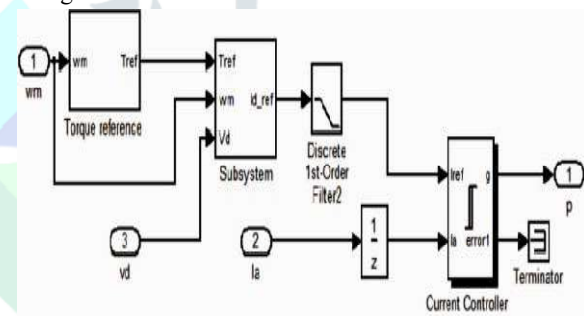 1
wm
wm
Tref
Torque reference
Tref
wm
Vd
id_ref
Subsystem
Discrete
1st-Order
Filter2
3
vd
2
Ia
1
z
Iref
g
Ia
error1
Current Controller
1
p
Terminator